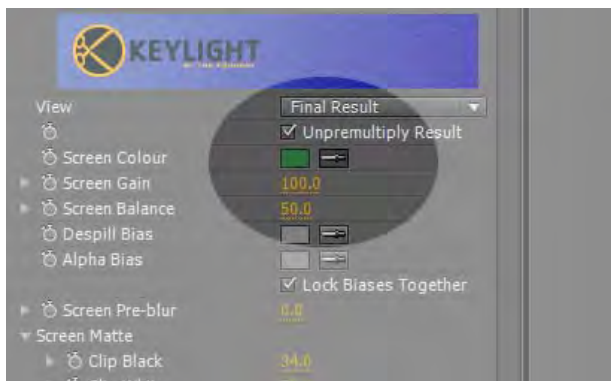 KEYLIGHT
View Final Result
Unpremultiply Result
Screen Colour
Screen Gain 100.0
Screen Balance 50.0
Despill Bias
Alpha Bias
Lock Biases Together
Screen Pre-blur 0.0
Screen Matte
Clip Black 34.0